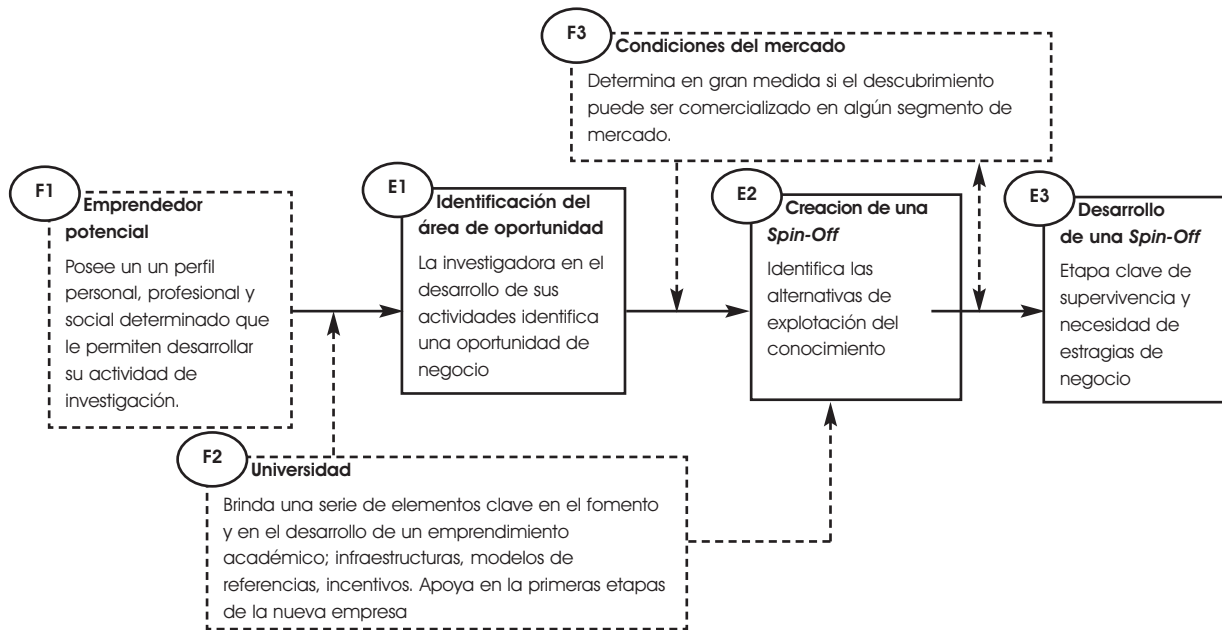 F3
Condiciones del mercado
Determina en gran medida si el descubrimiento
puede ser comercializado en algún segmento de
mercado.
F1
Emprendedor
potencial
Posee un un perfil
personal, profesional y
social determinado que
le permiten desarrollar
su actividad de
investigación.
E1
Identificación del
área de oportunidad
La investigadora en el
desarrollo de sus
actividades identifica
una oportunidad de
negocio
E2
Creacion de una
Spin-Off
Identifica las
alternativas de
explotación del
conocimiento
E3
Desarrollo
de una Spin-Off
Etapa clave de
supervivencia y
necesidad de
estragias de
negocio
F2
Universidad
Brinda una serie de elementos clave en el fomento
y en el desarrollo de un emprendimiento
académico; infraestructuras, modelos de
referencias, incentivos. Apoya en la primeras etapas
de la nueva empresa